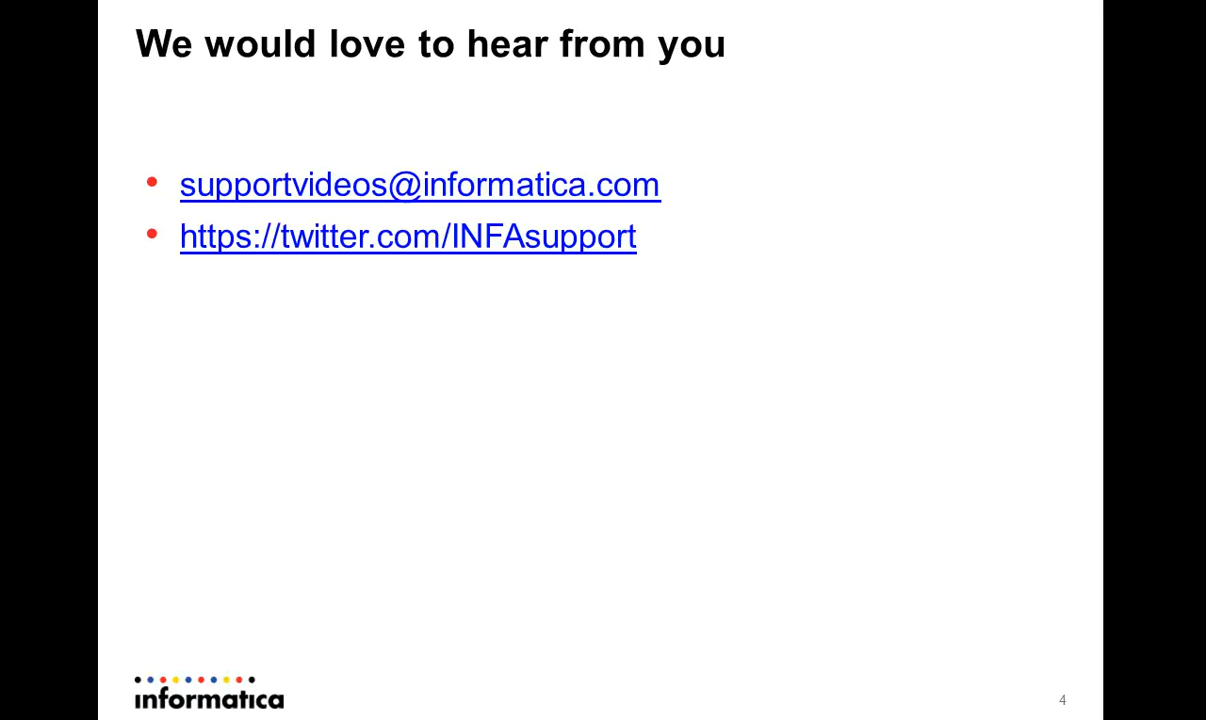 We would love to hear from you
• supportvideos@informatica.com
• https://twitter.com/INFAsupport
informatica
4